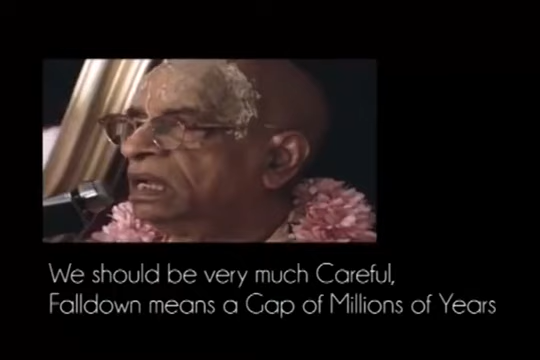 We should be very much Careful,
Falldown means a Gap of Millions of Years